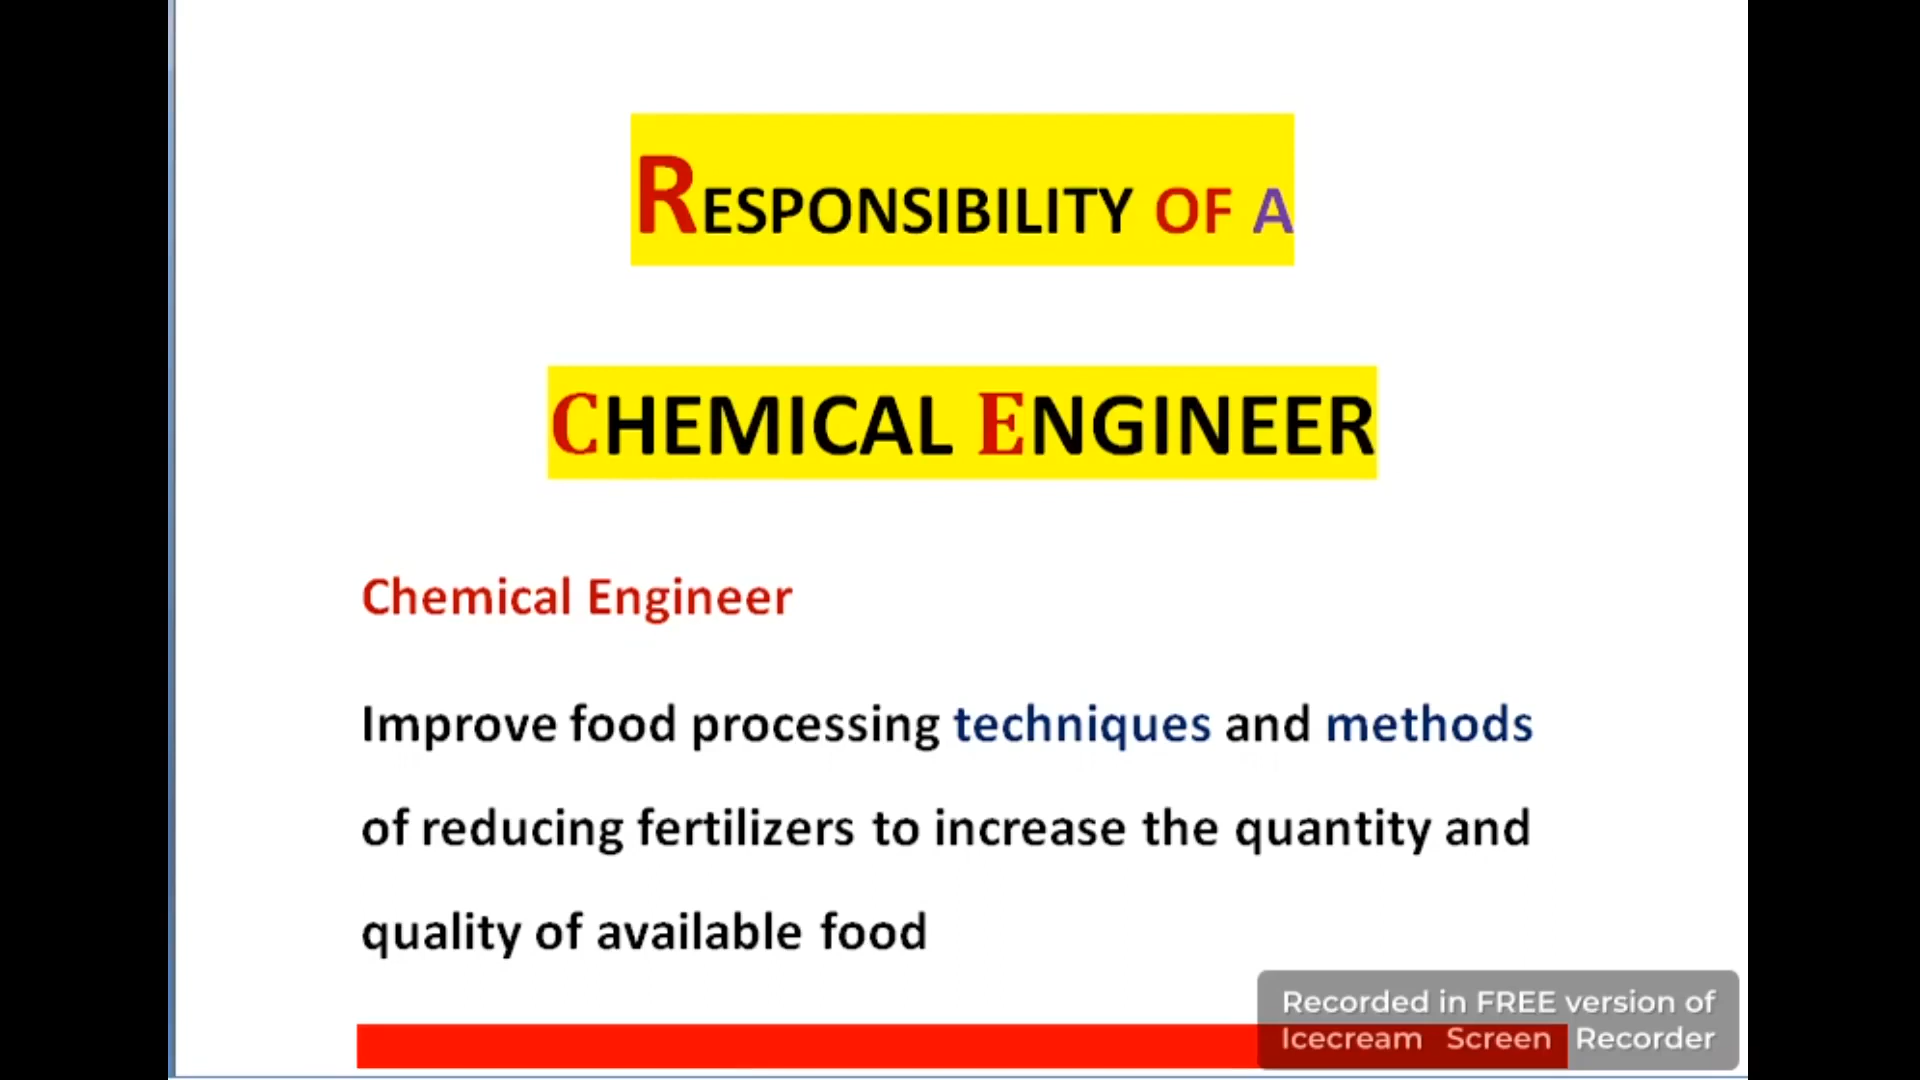 RESPONSIBILITY OF A
CHEMICAL ENGINEER
Chemical Engineer
Improve food processing techniques and methods
of reducing fertilizers to increase the quantity and
quality of available food
Recorded in FREE version of
Icecream Screen Recorder